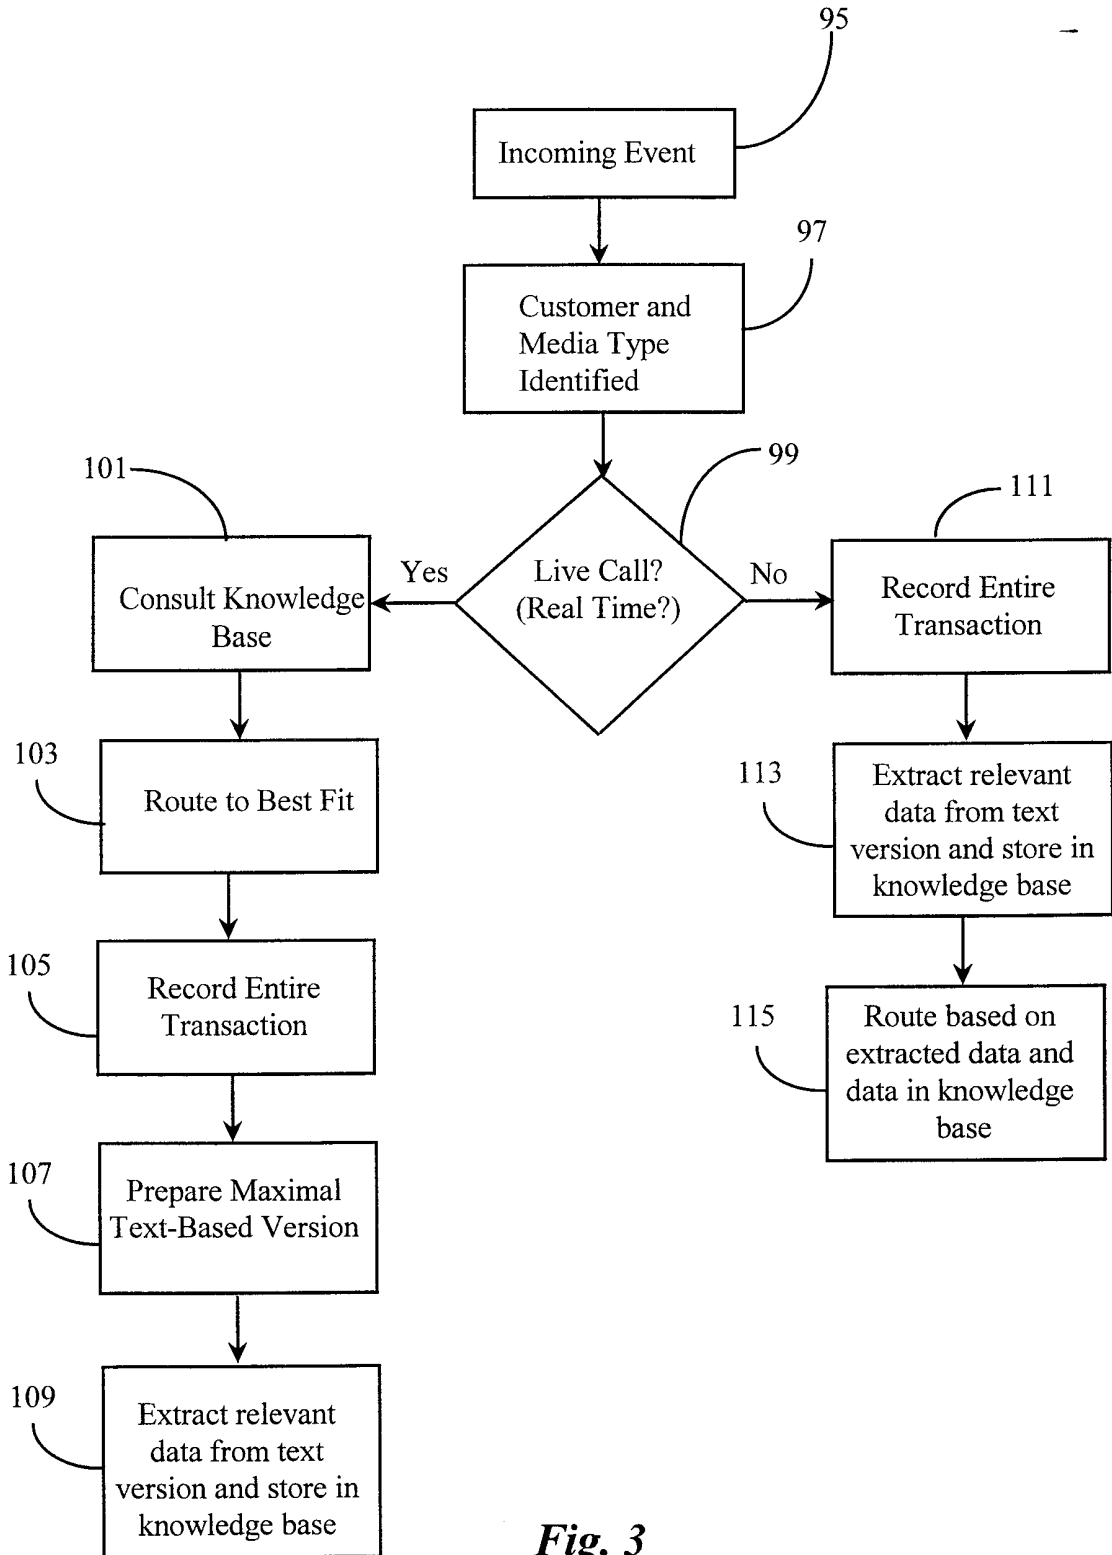 95
Incoming Event
97
Customer and
Media Type
Identified
99
Live Call?
(Real Time?)
Yes
No
101
Consult Knowledge
Base
103
Route to Best Fit
105
Record Entire
Transaction
107
Prepare Maximal
Text-Based Version
109
Extract relevant
data from text
version and store in
knowledge base
111
Record Entire
Transaction
113
Extract relevant
data from text
version and store in
knowledge base
115
Route based on
extracted data and
data in knowledge
base
Fig. 3